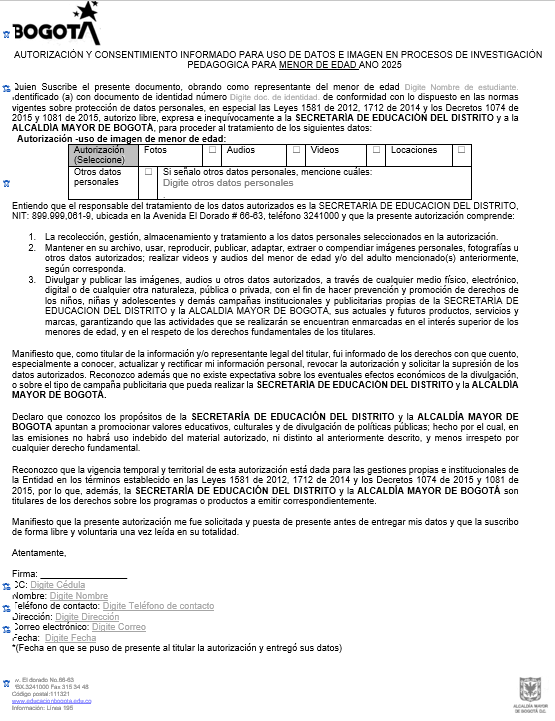 BOGOTÁ
AUTORIZACIÓN Y CONSENTIMIENTO INFORMADO PARA USO DE DATOS E IMAGEN EN PROCESOS DE INVESTIGACIÓN
PEDAGOGICA PARA MENOR DE EDAD AÑO 2025
Quien Suscribe el presente documento, obrando como representante del menor de edad Digite Nombre de estudiante.
identificado (a) con documento de identidad número Digite doc. de identidad. de conformidad con lo dispuesto en las normas
vigentes sobre protección de datos personales, en especial las Leyes 1581 de 2012, 1712 de 2014 y los Decretos 1074 de
2015 y 1081 de 2015, autorizo libre, expresa e inequívocamente a la SECRETARÍA DE EDUCACIÓN DEL DISTRITO y a la
ALCALDÍA MAYOR DE BOGOTÁ, para proceder al tratamiento de los siguientes datos:
Autorización -uso de imagen de menor de edad:
Autorización (Seleccione) Fotos ☐ Audios ☐ Videos ☐ Locaciones ☐
Otros datos personales ☐ Si señalo otros datos personales, mencione cuáles:
Digite otros datos personales
Entiendo que el responsable del tratamiento de los datos autorizados es la SECRETARÍA DE EDUCACION DEL DISTRITO,
NIT: 899.999,061-9, ubicada en la Avenida El Dorado # 66-63, teléfono 3241000 y que la presente autorización comprende:
1. La recolección, gestión, almacenamiento y tratamiento a los datos personales seleccionados en la autorización.
2. Mantener en su archivo, usar, reproducir, publicar, adaptar, extraer o compendiar imágenes personales, fotografías u
otros datos autorizados; realizar videos y audios del menor de edad y/o del adulto mencionado(s) anteriormente,
según corresponda.
3. Divulgar y publicar las imágenes, audios u otros datos autorizados, a través de cualquier medio físico, electrónico,
digital o de cualquier otra naturaleza, pública o privada, con el fin de hacer prevención y promoción de derechos de
los niños, niñas y adolescentes y demás campañas institucionales y publicitarias propias de la SECRETARÍA DE
EDUCACION DEL DISTRITO y la ALCALDIA MAYOR DE BOGOTÁ, sus actuales y futuros productos, servicios y
marcas, garantizando que las actividades que se realizarán se encuentran enmarcadas en el interés superior de los
menores de edad, y en el respeto de los derechos fundamentales de los titulares.
Manifiesto que, como titular de la información y/o representante legal del titular, fui informado de los derechos con que cuento,
especialmente a conocer, actualizar y rectificar mi información personal, revocar la autorización y solicitar la supresión de los
datos autorizados. Reconozco además que no existe expectativa sobre los eventuales efectos económicos de la divulgación,
o sobre el tipo de campaña publicitaria que pueda realizar la SECRETARÍA DE EDUCACIÓN DEL DISTRITO y la ALCALDÍA
MAYOR DE BOGOTÁ.
Declaro que conozco los propósitos de la SECRETARÍA DE EDUCACIÓN DEL DISTRITO y la ALCALDÍA MAYOR DE
BOGOTA apuntan a promocionar valores educativos, culturales y de divulgación de políticas públicas; hecho por el cual, en
las emisiones no habrá uso indebido del material autorizado, ni distinto al anteriormente descrito, y menos irrespeto por
cualquier derecho fundamental.
Reconozco que la vigencia temporal y territorial de esta autorización está dada para las gestiones propias e institucionales de
la Entidad en los términos establecido en las Leyes 1581 de 2012, 1712 de 2014 y los Decretos 1074 de 2015 y 1081 de
2015, por lo que, además, la SECRETARÍA DE EDUCACIÓN DEL DISTRITO y la ALCALDÍA MAYOR DE BOGOTÁ son
titulares de los derechos sobre los programas o productos a emitir correspondientemente.
Manifiesto que la presente autorización me fue solicitada y puesta de presente antes de entregar mis datos y que la suscribo
de forma libre y voluntaria una vez leída en su totalidad.
Atentamente,
Firma:
CC: Digite Cédula
Nombre: Digite Nombre
Teléfono de contacto: Digite Teléfono de contacto
Dirección: Digite Dirección
Correo electrónico: Digite Correo
Fecha: Digite Fecha
*(Fecha en que se puso de presente al titular la autorización y entregó sus datos)
Av. El dorado No.66-63
PBX.3241000 Fax 315 34 48
Código postal:111321
www.educacionbogota.edu.co
Información: Línea 195
ALCALDÍA MAYOR
DE BOGOTÁ D.C.